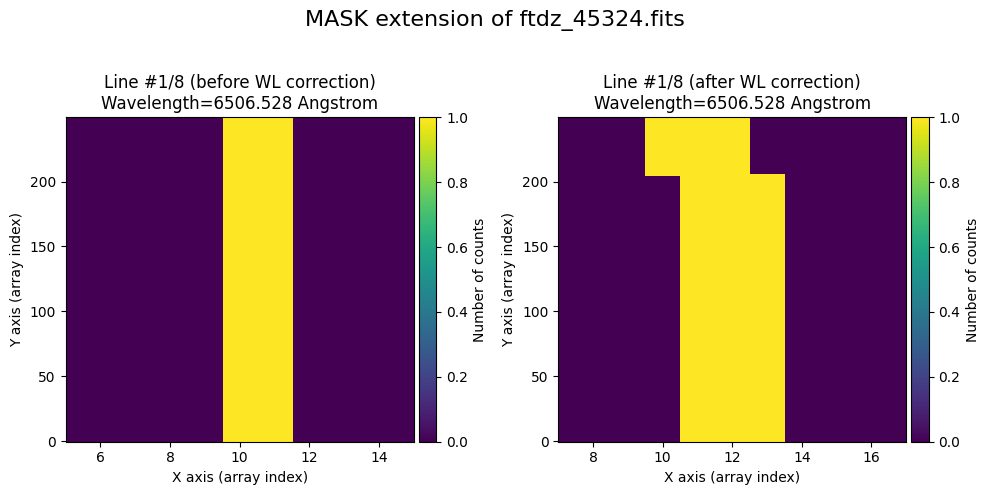 MASK extension of ftdz_45324.fits
Line #1/8 (before WL correction)
Wavelength=6506.528 Angstrom
200
150
100
50
0
6 8 10 12 14
X axis (array index)
Y axis (array index)
1.0
0.8
0.6
0.4
0.2
0.0
Number of counts
Line #1/8 (after WL correction)
Wavelength=6506.528 Angstrom
200
150
100
50
0
8 10 12 14 16
X axis (array index)
Y axis (array index)
1.0
0.8
0.6
0.4
0.2
0.0
Number of counts